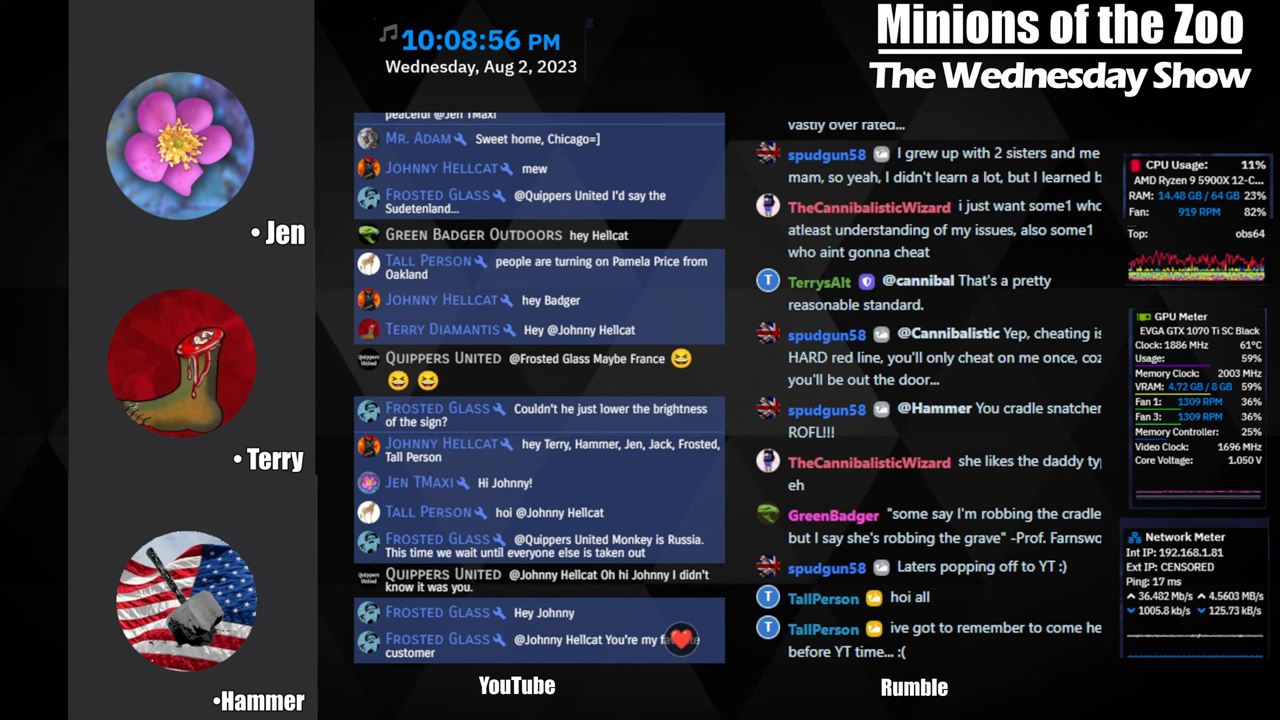 10:08:56 PM
Wednesday, Aug 2, 2023
Minions of the Zoo
The Wednesday Show
• Jen
• Terry
•Hammer
peaceful @Jen TMaxi
MR. ADAM Sweet home, Chicago=]
JOHNNY HELLCAT mew
FROSTED GLASS @Quippers United I'd say the
Sudetenland...
GREEN BADGER OUTDOORS hey Hellcat
TALL PERSON people are turning on Pamela Price from
Oakland
JOHNNY HELLCAT hey Badger
TERRY DIAMANTIS Hey @Johnny Hellcat
Quippers United
QUIPPERS UNITED @Frosted Glass Maybe France
FROSTED GLASS Couldn't he just lower the brightness
of the sign?
JOHNNY HELLCAT hey Terry, Hammer, Jen, Jack, Frosted,
Tall Person
JEN TMAXI Hi Johnny!
TALL PERSON hoi @Johnny Hellcat
FROSTED GLASS @Quippers United Monkey is Russia.
This time we wait until everyone else is taken out
Quippers United
QUIPPERS UNITED @Johnny Hellcat Oh hi Johnny I didn't
know it was you.
FROSTED GLASS Hey Johnny
FROSTED GLASS @Johnny Hellcat You're my
customer
YouTube
vastly over rated...
spudgun58 I grew up with 2 sisters and me
mam, so yeah, I didn't learn a lot, but I learned b
TheCannibalisticWizard i just want some1 who
atleast understanding of my issues, also some1
who aint gonna cheat
T TerrysAlt @cannibal That's a pretty
reasonable standard.
spudgun58 @Cannibalistic Yep, cheating is
HARD red line, you'll only cheat on me once, coz
you'll be out the door...
spudgun58 @Hammer You cradle snatcher
ROFL!!!
TheCannibalisticWizard she likes the daddy typ
eh
GreenBadger "some say I'm robbing the cradle
but I say she's robbing the grave" -Prof. Farnswo
spudgun58 Laters popping off to YT :)
T TallPerson hoi all
T TallPerson ive got to remember to come he
before YT time... :(
Rumble
CPU Usage: 11%
AMD Ryzen 9 5900X 12-C...
RAM: 14.48 GB / 64 GB 23%
Fan: 919 RPM 82%
Top: obs64
GPU Meter
EVGA GTX 1070 Ti SC Black
Clock: 1886 MHz 61°C
Usage: 59%
Memory Clock: 2003 MHz
VRAM: 4.72 GB / 8 GB 59%
Fan 1: 1309 RPM 36%
Fan 3: 1309 RPM 36%
Memory Controller: 25%
Video Clock: 1696 MHz
Core Voltage: 1.050 V
Network Meter
Int IP: 192.168.1.81
Ext IP: CENSORED
Ping: 17 ms
36.482 Mb/s 4.5603 MB/s
1005.8 kb/s 125.73 kB/s